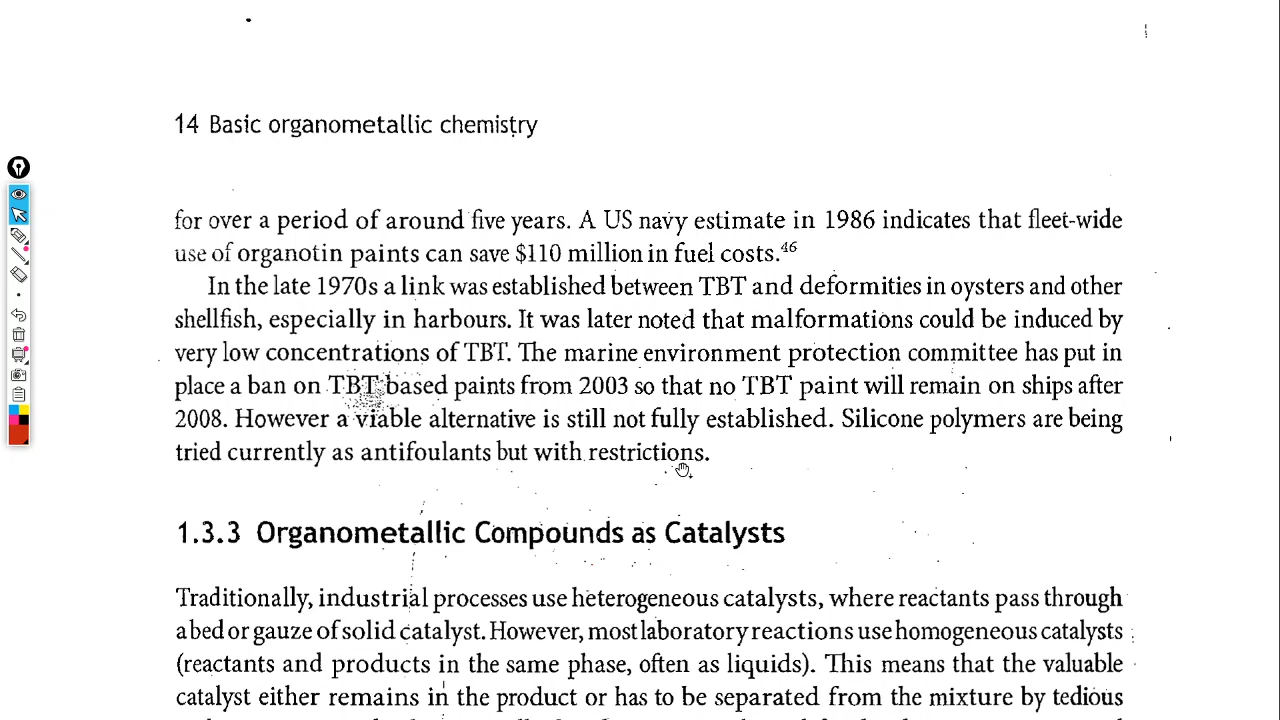 14 Basic organometallic chemistry
for over a period of around five years. A US navy estimate in 1986 indicates that fleet-wide
use of organotin paints can save $110 million in fuel costs.46
In the late 1970s a link was established between TBT and deformities in oysters and other
shellfish, especially in harbours. It was later noted that malformations could be induced by
very low concentrations of TBT. The marine environment protection committee has put in
place a ban on TBT based paints from 2003 so that no TBT paint will remain on ships after
2008. However a viable alternative is still not fully established. Silicone polymers are being
tried currently as antifoulants but with restrictions.
1.3.3 Organometallic Compounds as Catalysts
Traditionally, industrial processes use heterogeneous catalysts, where reactants pass through
a bed or gauze of solid catalyst. However, most laboratory reactions use homogeneous catalysts
(reactants and products in the same phase, often as liquids). This means that the valuable
catalyst either remains in the product or has to be separated from the mixture by tedious